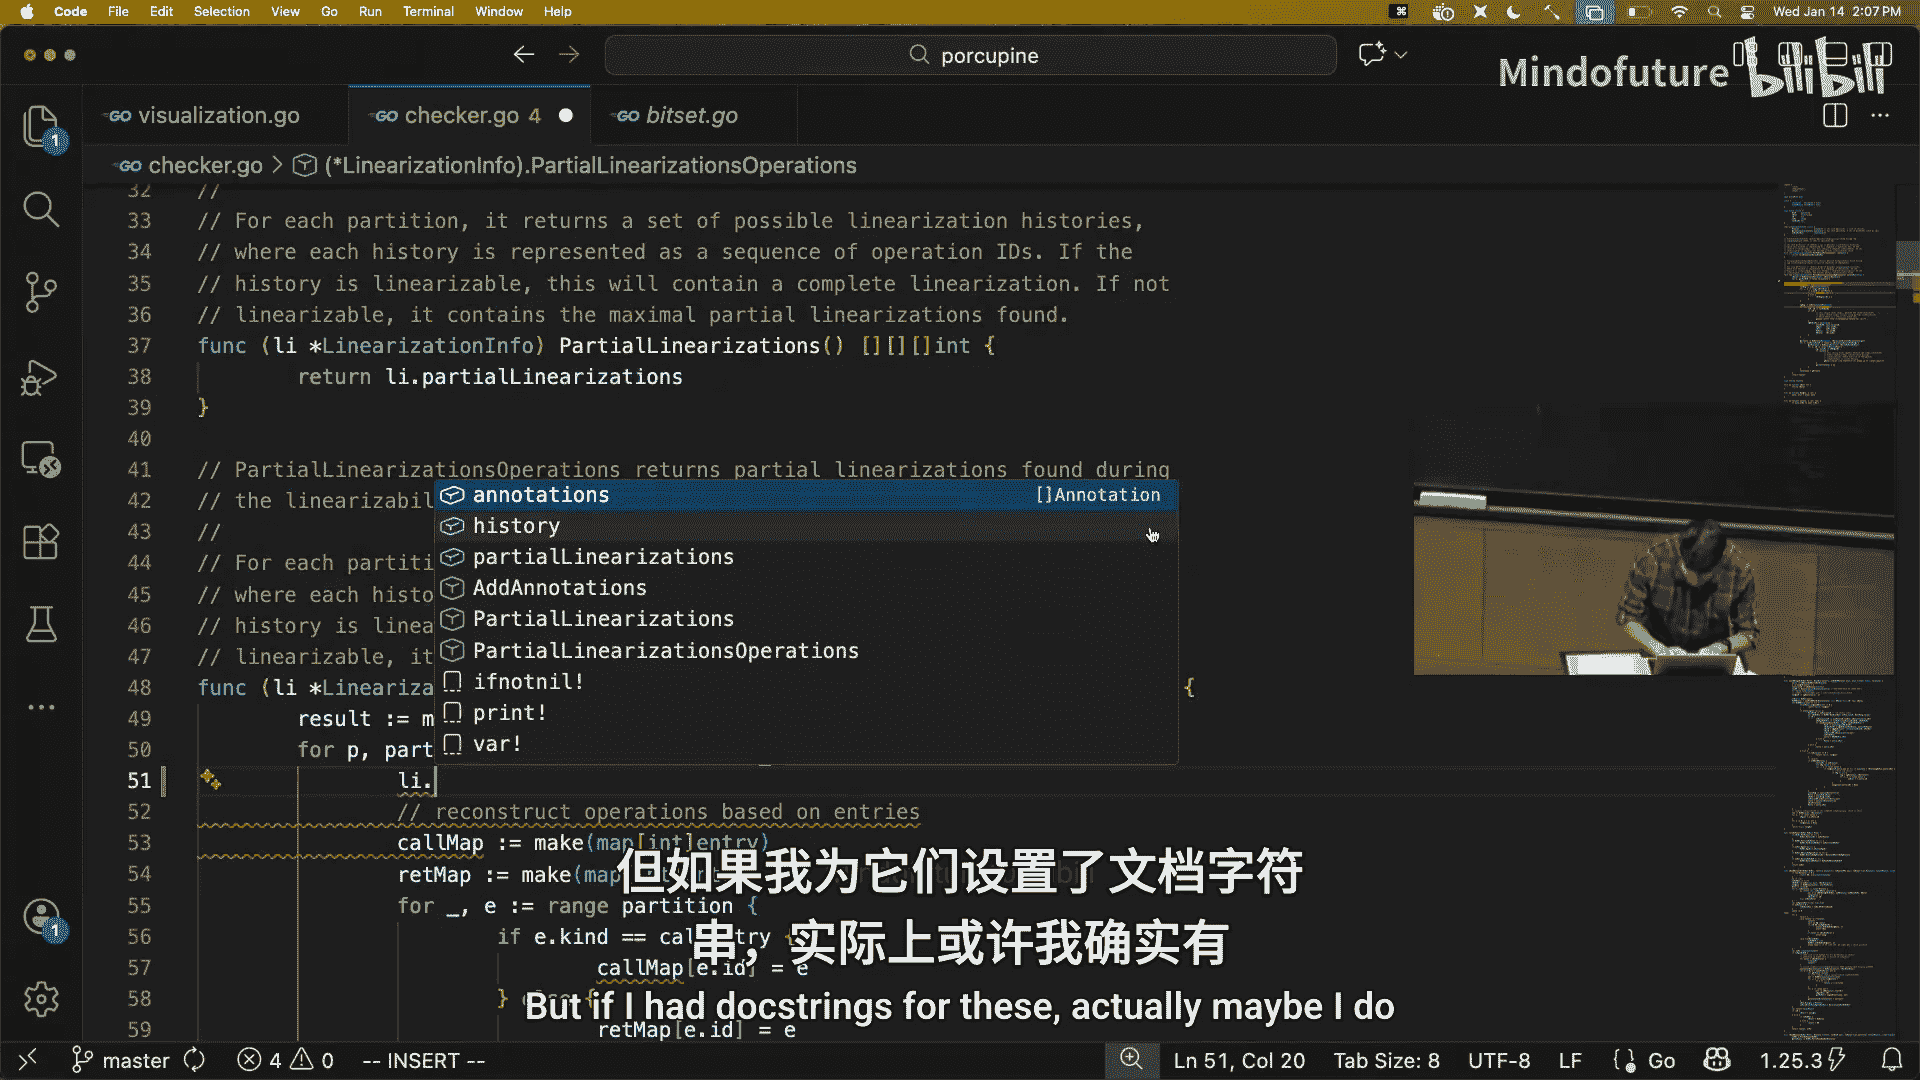 Code File Edit Selection View Go Run Terminal Window Help
Wed Jan 14 2:07 PM
porcupine
Mindofuture bilibili
GO visualization.go
GO checker.go 4
GO bitset.go
GO checker.go > (*LinearizationInfo).PartialLinearizationsOperations
32 //
33 // For each partition, it returns a set of possible linearization histories,
34 // where each history is represented as a sequence of operation IDs. If the
35 // history is linearizable, this will contain a complete linearization. If not
36 // linearizable, it contains the maximal partial linearizations found.
37 func (li *LinearizationInfo) PartialLinearizations() [][][]int {
38 return li.partialLinearizations
39 }
40
41 // PartialLinearizationsOperations returns partial linearizations found during
42 // the linearizabil
43 //
44 // For each partiti
45 // where each histo
46 // history is linea
47 // linearizable, it
48 func (li *Lineariza {
49 result := m
50 for p, part
51 li.
52 // reconstruct operations based on entries
53 callMap := make(map[int]entry)
54 retMap := make(map
55 for _, e := range partition {
56 if e.kind == cal try {
57 callMap[e.id] = e
58 } else {
59 retMap[e.id] = e
annotations []Annotation
history
partialLinearizations
AddAnnotations
PartialLinearizations
PartialLinearizationsOperations
ifnotnil!
print!
var!
1
1
但如果我为它们设置了文档字符
串，实际上或许我确实有
But if I had docstrings for these, actually maybe I do
master 4 0 -- INSERT --
Ln 51, Col 20 Tab Size: 8 UTF-8 LF {} Go 1.25.3